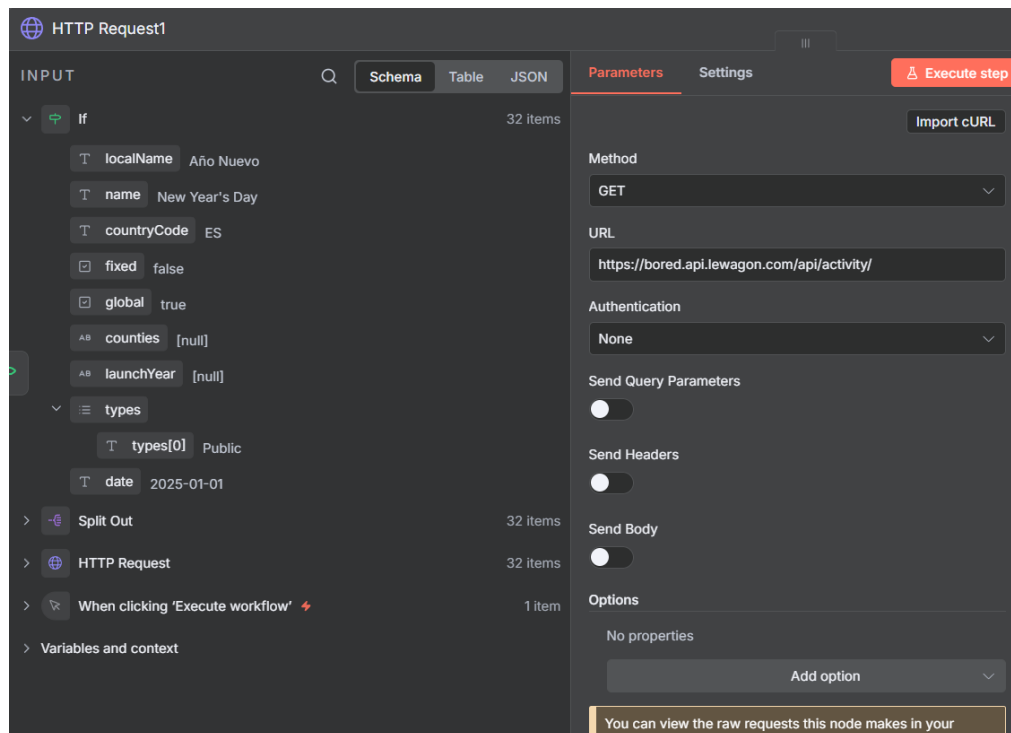 HTTP Request1
INPUT
Schema
Table
JSON
If
32 items
T localName Año Nuevo
T name New Year's Day
T countryCode ES
fixed false
global true
AB counties [null]
AB launchYear [null]
types
T types[0] Public
T date 2025-01-01
Split Out
32 items
HTTP Request
32 items
When clicking ‘Execute workflow’
1 item
Variables and context
Parameters
Settings
Execute step
Import cURL
Method
GET
URL
https://bored.api.lewagon.com/api/activity/
Authentication
None
Send Query Parameters
Send Headers
Send Body
Options
No properties
Add option
You can view the raw requests this node makes in your